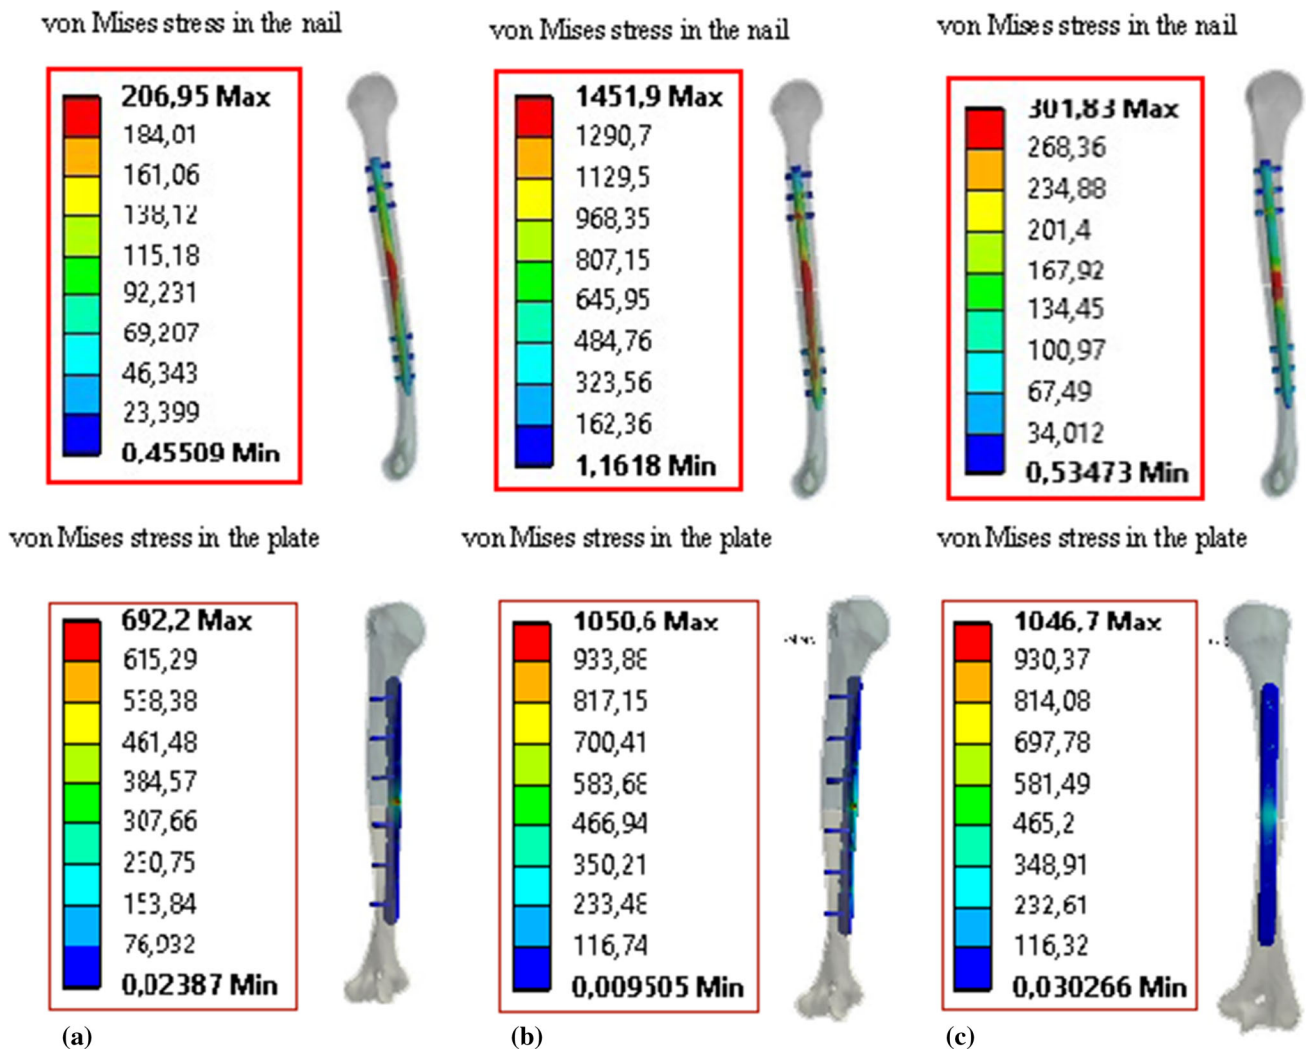 von Mises stress in the nail
206,95 Max
184,01
161,06
138,12
115,18
92,231
69,207
46,343
23,399
0,45509 Min
von Mises stress in the nail
1451,9 Max
1290,7
1129,5
968,35
807,15
645,95
484,76
323,56
162,36
1,1618 Min
von Mises stress in the nail
301,83 Max
268,36
234,88
201,4
167,92
134,45
100,97
67,49
34,012
0,53473 Min
von Mises stress in the plate
692,2 Max
615,29
538,38
461,48
384,57
307,66
230,75
153,84
76,932
0,02387 Min
(a)
von Mises stress in the plate
1050,6 Max
933,88
817,15
700,41
583,68
466,94
350,21
233,48
116,74
0,009505 Min
(b)
von Mises stress in the plate
1046,7 Max
930,37
814,08
697,78
581,49
465,2
348,91
232,61
116,32
0,030266 Min
(c)